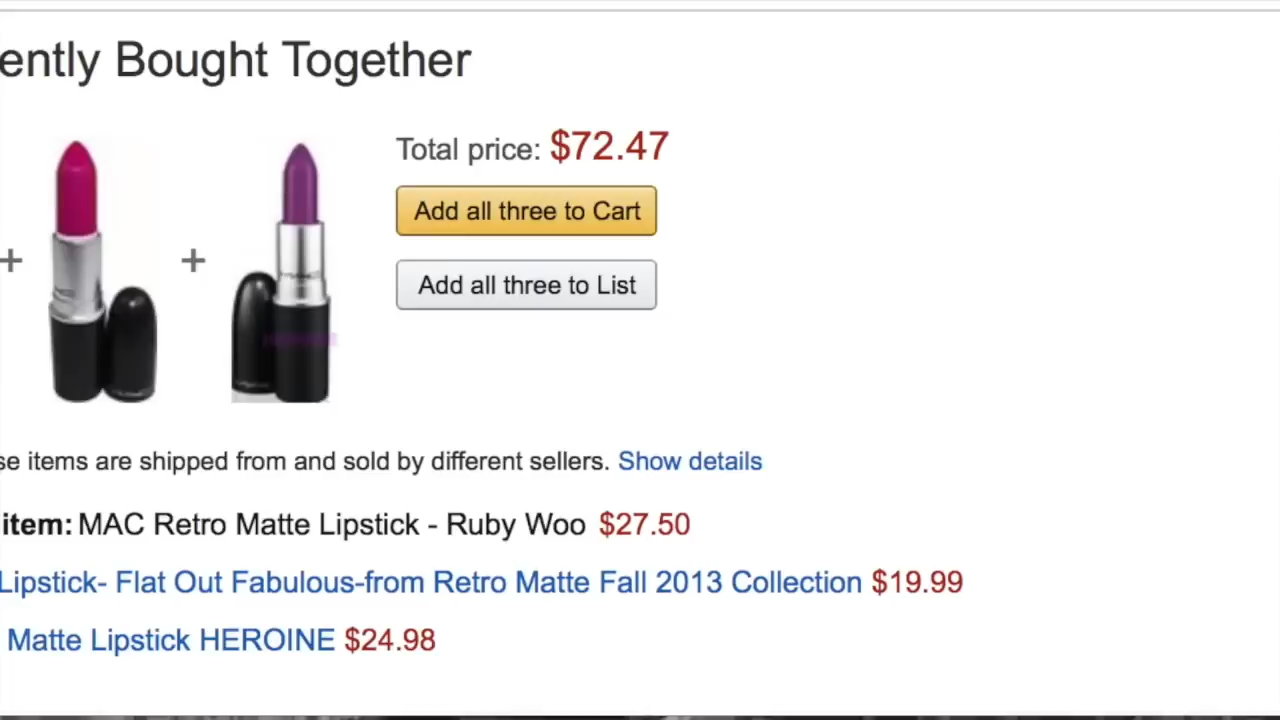 ently Bought Together
Total price: $72.47
Add all three to Cart
+
+
Add all three to List
se items are shipped from and sold by different sellers. Show details
item: MAC Retro Matte Lipstick - Ruby Woo $27.50
Lipstick- Flat Out Fabulous-from Retro Matte Fall 2013 Collection $19.99
Matte Lipstick HEROINE $24.98